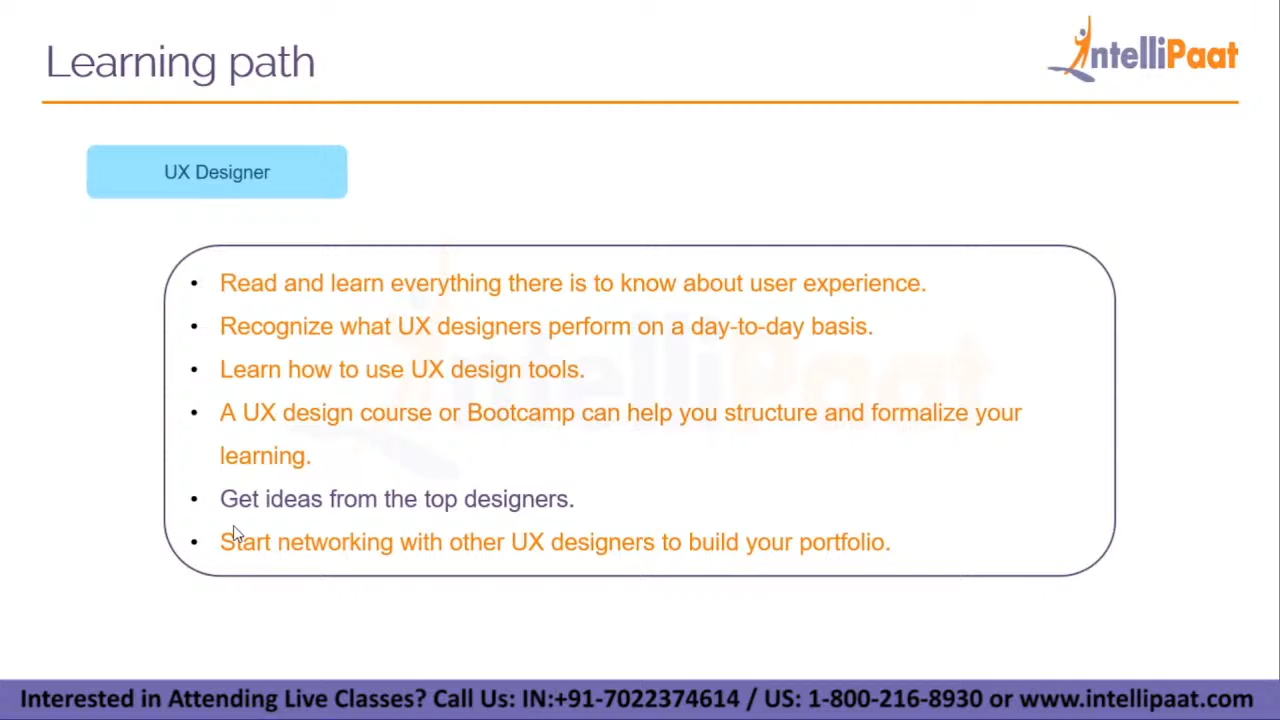 Learning path
IntelliPaat
UX Designer
• Read and learn everything there is to know about user experience.
• Recognize what UX designers perform on a day-to-day basis.
• Learn how to use UX design tools.
• A UX design course or Bootcamp can help you structure and formalize your
learning.
• Get ideas from the top designers.
• Start networking with other UX designers to build your portfolio.
IntelliPaat
Interested in Attending Live Classes? Call Us: IN:+91-7022374614 / US: 1-800-216-8930 or www.intellipaat.com